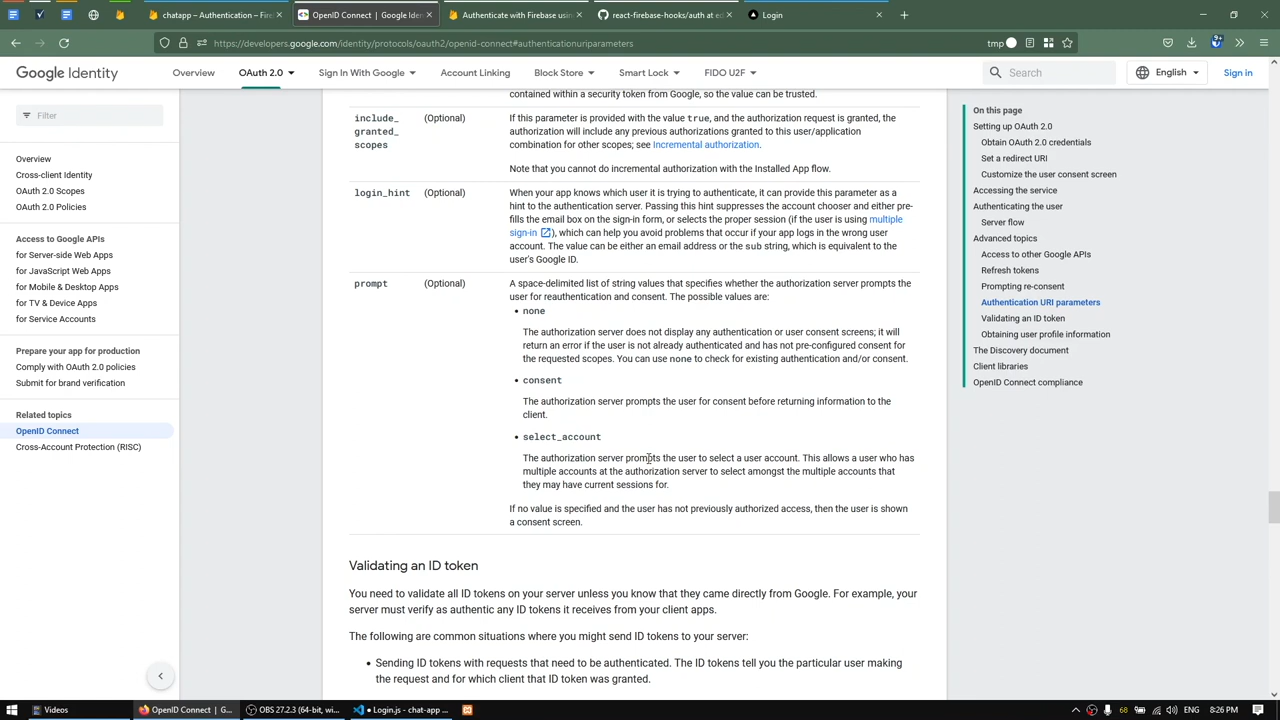 chatapp – Authentication – Fire
OpenID Connect | Google Iden
Authenticate with Firebase using
react-firebase-hooks/auth at ed
Login
https://developers.google.com/identity/protocols/oauth2/openid-connect#authenticationuriparameters
tmp
Google Identity
Overview
OAuth 2.0
Sign In With Google
Account Linking
Block Store
Smart Lock
FIDO U2F
Search
English
Sign in
Filter
Overview
Cross-client Identity
OAuth 2.0 Scopes
OAuth 2.0 Policies
Access to Google APIs
for Server-side Web Apps
for JavaScript Web Apps
for Mobile & Desktop Apps
for TV & Device Apps
for Service Accounts
Prepare your app for production
Comply with OAuth 2.0 policies
Submit for brand verification
Related topics
OpenID Connect
Cross-Account Protection (RISC)
contained within a security token from Google, so the value can be trusted.
include_
granted_
scopes
(Optional)
If this parameter is provided with the value true, and the authorization request is granted, the
authorization will include any previous authorizations granted to this user/application
combination for other scopes; see Incremental authorization.
Note that you cannot do incremental authorization with the Installed App flow.
login_hint
(Optional)
When your app knows which user it is trying to authenticate, it can provide this parameter as a
hint to the authentication server. Passing this hint suppresses the account chooser and either pre-
fills the email box on the sign-in form, or selects the proper session (if the user is using multiple
sign-in ), which can help you avoid problems that occur if your app logs in the wrong user
account. The value can be either an email address or the sub string, which is equivalent to the
user's Google ID.
prompt
(Optional)
A space-delimited list of string values that specifies whether the authorization server prompts the
user for reauthentication and consent. The possible values are:
• none
The authorization server does not display any authentication or user consent screens; it will
return an error if the user is not already authenticated and has not pre-configured consent for
the requested scopes. You can use none to check for existing authentication and/or consent.
• consent
The authorization server prompts the user for consent before returning information to the
client.
• select_account
The authorization server prompts the user to select a user account. This allows a user who has
multiple accounts at the authorization server to select amongst the multiple accounts that
they may have current sessions for.
If no value is specified and the user has not previously authorized access, then the user is shown
a consent screen.
Validating an ID token
You need to validate all ID tokens on your server unless you know that they came directly from Google. For example, your
server must verify as authentic any ID tokens it receives from your client apps.
The following are common situations where you might send ID tokens to your server:
• Sending ID tokens with requests that need to be authenticated. The ID tokens tell you the particular user making
the request and for which client that ID token was granted.
On this page
Setting up OAuth 2.0
Obtain OAuth 2.0 credentials
Set a redirect URI
Customize the user consent screen
Accessing the service
Authenticating the user
Server flow
Advanced topics
Access to other Google APIs
Refresh tokens
Prompting re-consent
Authentication URI parameters
Validating an ID token
Obtaining user profile information
The Discovery document
Client libraries
OpenID Connect compliance
Videos
OpenID Connect | G...
OBS 27.2.3 (64-bit, wi...
• Login.js - chat-app ...
68
ENG
8:26 PM